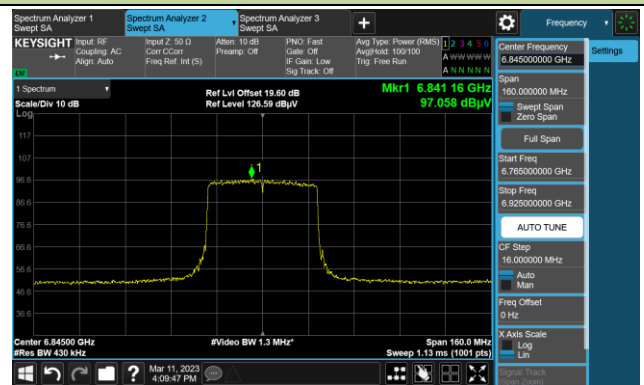 Spectrum Analyzer 1
Swept SA
Spectrum Analyzer 2
Swept SA
Spectrum Analyzer 3
Swept SA
Frequency
KEYSIGHT
Input: RF
Coupling: AC
Align: Auto
Input Z: 50 Ω
Corr CCorr
Freq Ref: Int (S)
Atten: 10 dB
Preamp: Off
PNO: Fast
Gate: Off
IF Gain: Low
Sig Track: Off
Avg Type: Power (RMS)
Avg|Hold: 100/100
Trig: Free Run
1 2 3 4 5 6
A W W W W W
A N N N N N
Center Frequency
6.845000000 GHz
Settings
Span
160.000000 MHz
Swept Span
Zero Span
Full Span
Start Freq
6.765000000 GHz
Stop Freq
6.925000000 GHz
AUTO TUNE
CF Step
16.000000 MHz
Auto
Man
Freq Offset
0 Hz
X Axis Scale
Log
Lin
Signal Track
(Span Zoom)
1 Spectrum
Scale/Div 10 dB
Log
Ref Lvl Offset 19.60 dB
Ref Level 126.59 dBµV
Mkr1 6.841 16 GHz
97.058 dBµV
117
107
96.6
86.6
76.6
66.6
56.6
46.6
36.6
1
Center 6.84500 GHz
#Res BW 430 kHz
#Video BW 1.3 MHz*
Span 160.0 MHz
Sweep 1.13 ms (1001 pts)
Mar 11, 2023
4:09:47 PM